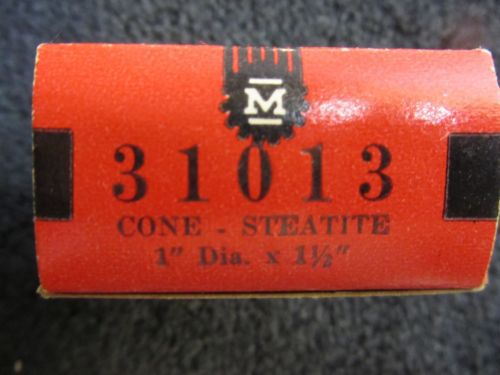 M
31013
CONE - STEATITE
1" Dia. x 1½"